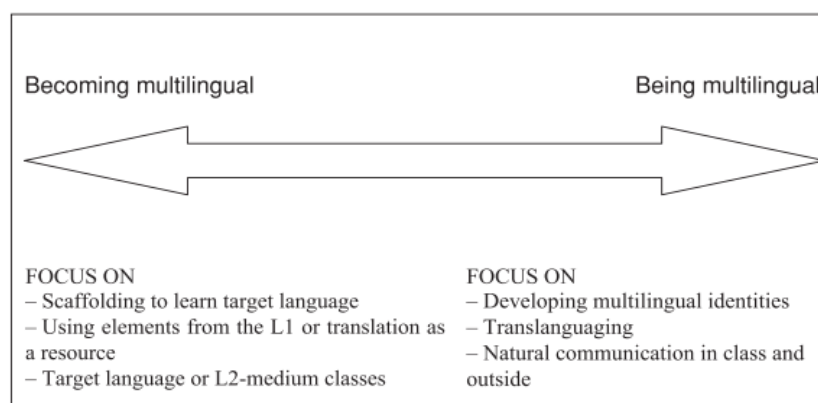 Becoming multilingual
Being multilingual
FOCUS ON
– Scaffolding to learn target language
– Using elements from the L1 or translation as
a resource
– Target language or L2-medium classes
FOCUS ON
– Developing multilingual identities
– Translanguaging
– Natural communication in class and
outside